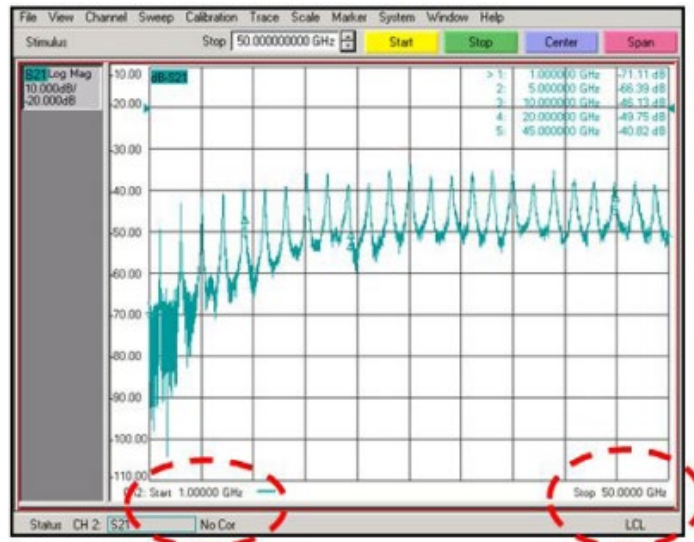 File View Channel Sweep Calibration Trace Scale Marker System Window Help
Stimulus Stop 50.000000000 GHz Start Stop Center Span
S21 Log Mag
10.000dB/
-20.000dB
dB-S21
-10.00
-20.00
-30.00
-40.00
-50.00
-60.00
-70.00
-80.00
-90.00
-100.00
-110.00
> 1: 1.000000 GHz -71.11 dB
2: 5.000000 GHz -66.39 dB
3: 10.000000 GHz -46.13 dB
4: 20.000000 GHz -49.75 dB
5: 45.000000 GHz -40.82 dB
CH2: Start 1.00000 GHz Stop 50.0000 GHz
Status CH 2: S21 No Cor LCL